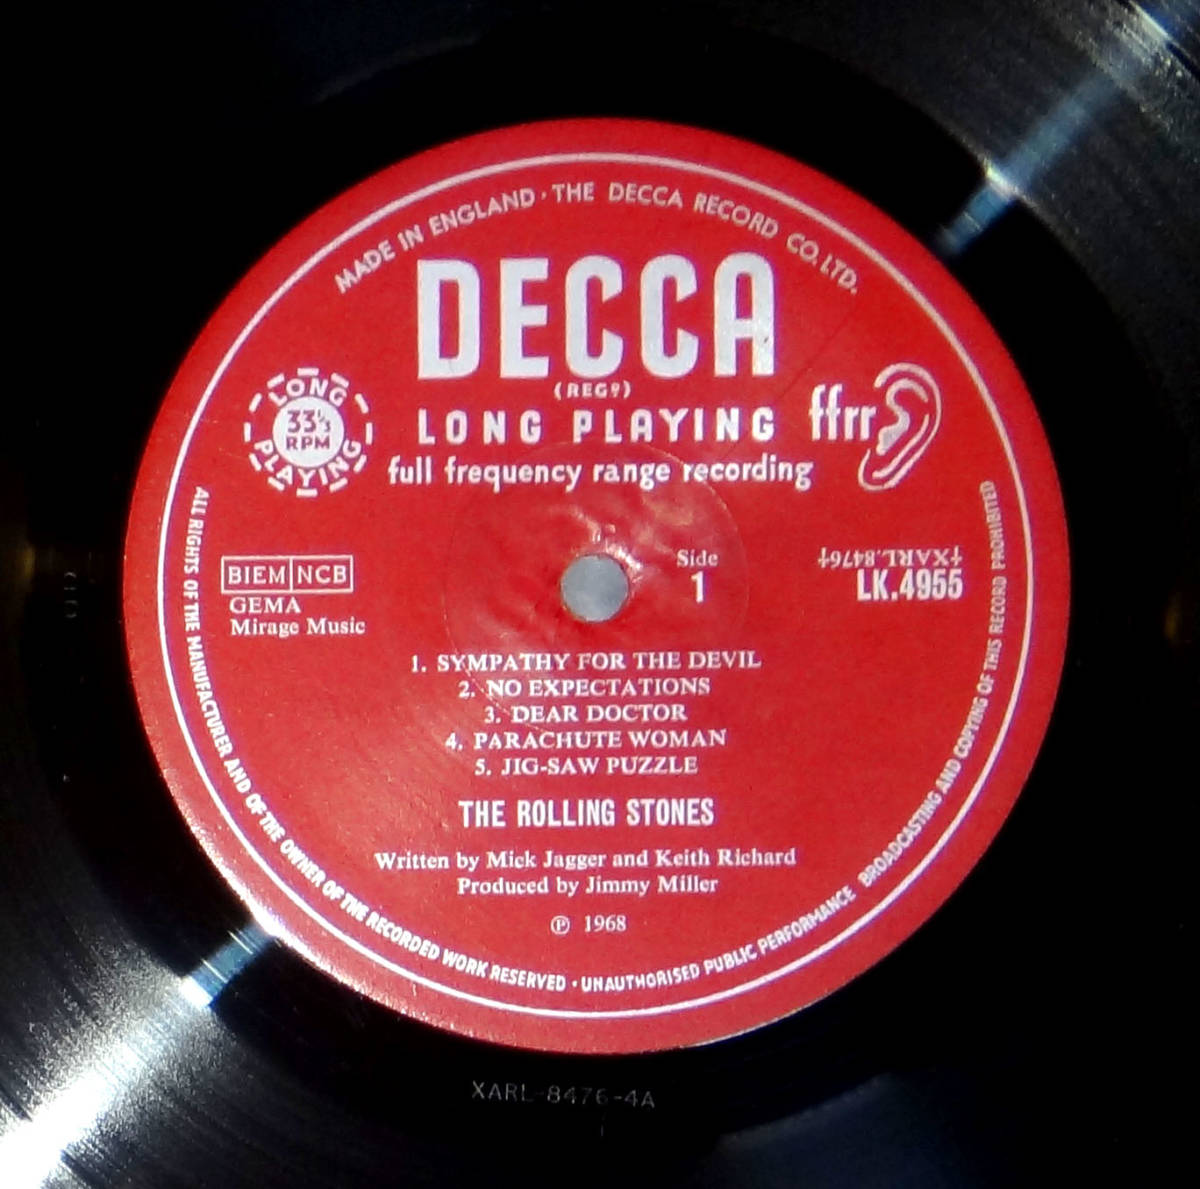 MADE IN ENGLAND · THE DECCA RECORD CO. LTD.
DECCA
(REGD)
LONG PLAYING
33⅓
RPM
LONG PLAYING
ffrr
full frequency range recording
BIEM NCB
GEMA
Mirage Music
Side
1
‡XARL.8476‡
LK.4955
1. SYMPATHY FOR THE DEVIL
2. NO EXPECTATIONS
3. DEAR DOCTOR
4. PARACHUTE WOMAN
5. JIG-SAW PUZZLE
THE ROLLING STONES
Written by Mick Jagger and Keith Richard
Produced by Jimmy Miller
℗ 1968
ALL RIGHTS OF THE MANUFACTURER AND OF THE OWNER OF THE RECORDED WORK RESERVED · UNAUTHORISED PUBLIC PERFORMANCE BROADCASTING AND COPYING OF THIS RECORD PROHIBITED
XARL-8476-4A